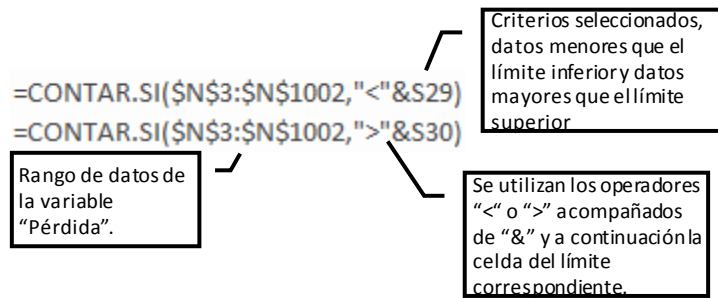 Criterios seleccionados,
datos menores que el
límite inferior y datos
mayores que el límite
superior
=CONTAR.SI($N$3:$N$1002,"<"&S29)
=CONTAR.SI($N$3:$N$1002,">"&S30)
Rango de datos de
la variable
“Pérdida”.
Se utilizan los operadores
“<“ o “>” acompañados
de “&” y a continuación la
celda del límite
correspondiente.